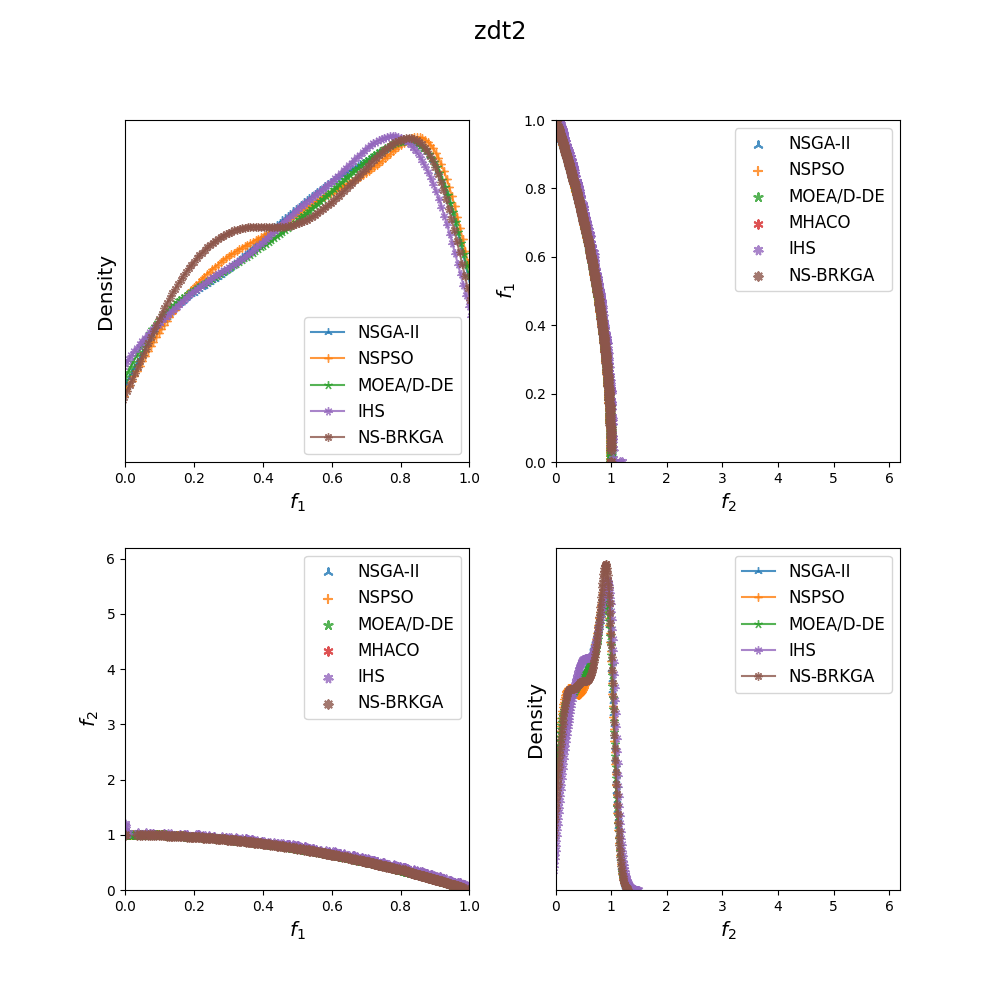 zdt2
Density
NSGA-II
NSPSO
MOEA/D-DE
IHS
NS-BRKGA
0.0 0.2 0.4 0.6 0.8 1.0
f1
1.0
0.8
0.6
0.4
0.2
0.0
f1
NSGA-II
NSPSO
MOEA/D-DE
MHACO
IHS
NS-BRKGA
0 1 2 3 4 5 6
f2
6
5
4
3
2
1
0
f2
NSGA-II
NSPSO
MOEA/D-DE
MHACO
IHS
NS-BRKGA
0.0 0.2 0.4 0.6 0.8 1.0
f1
Density
NSGA-II
NSPSO
MOEA/D-DE
IHS
NS-BRKGA
0 1 2 3 4 5 6
f2